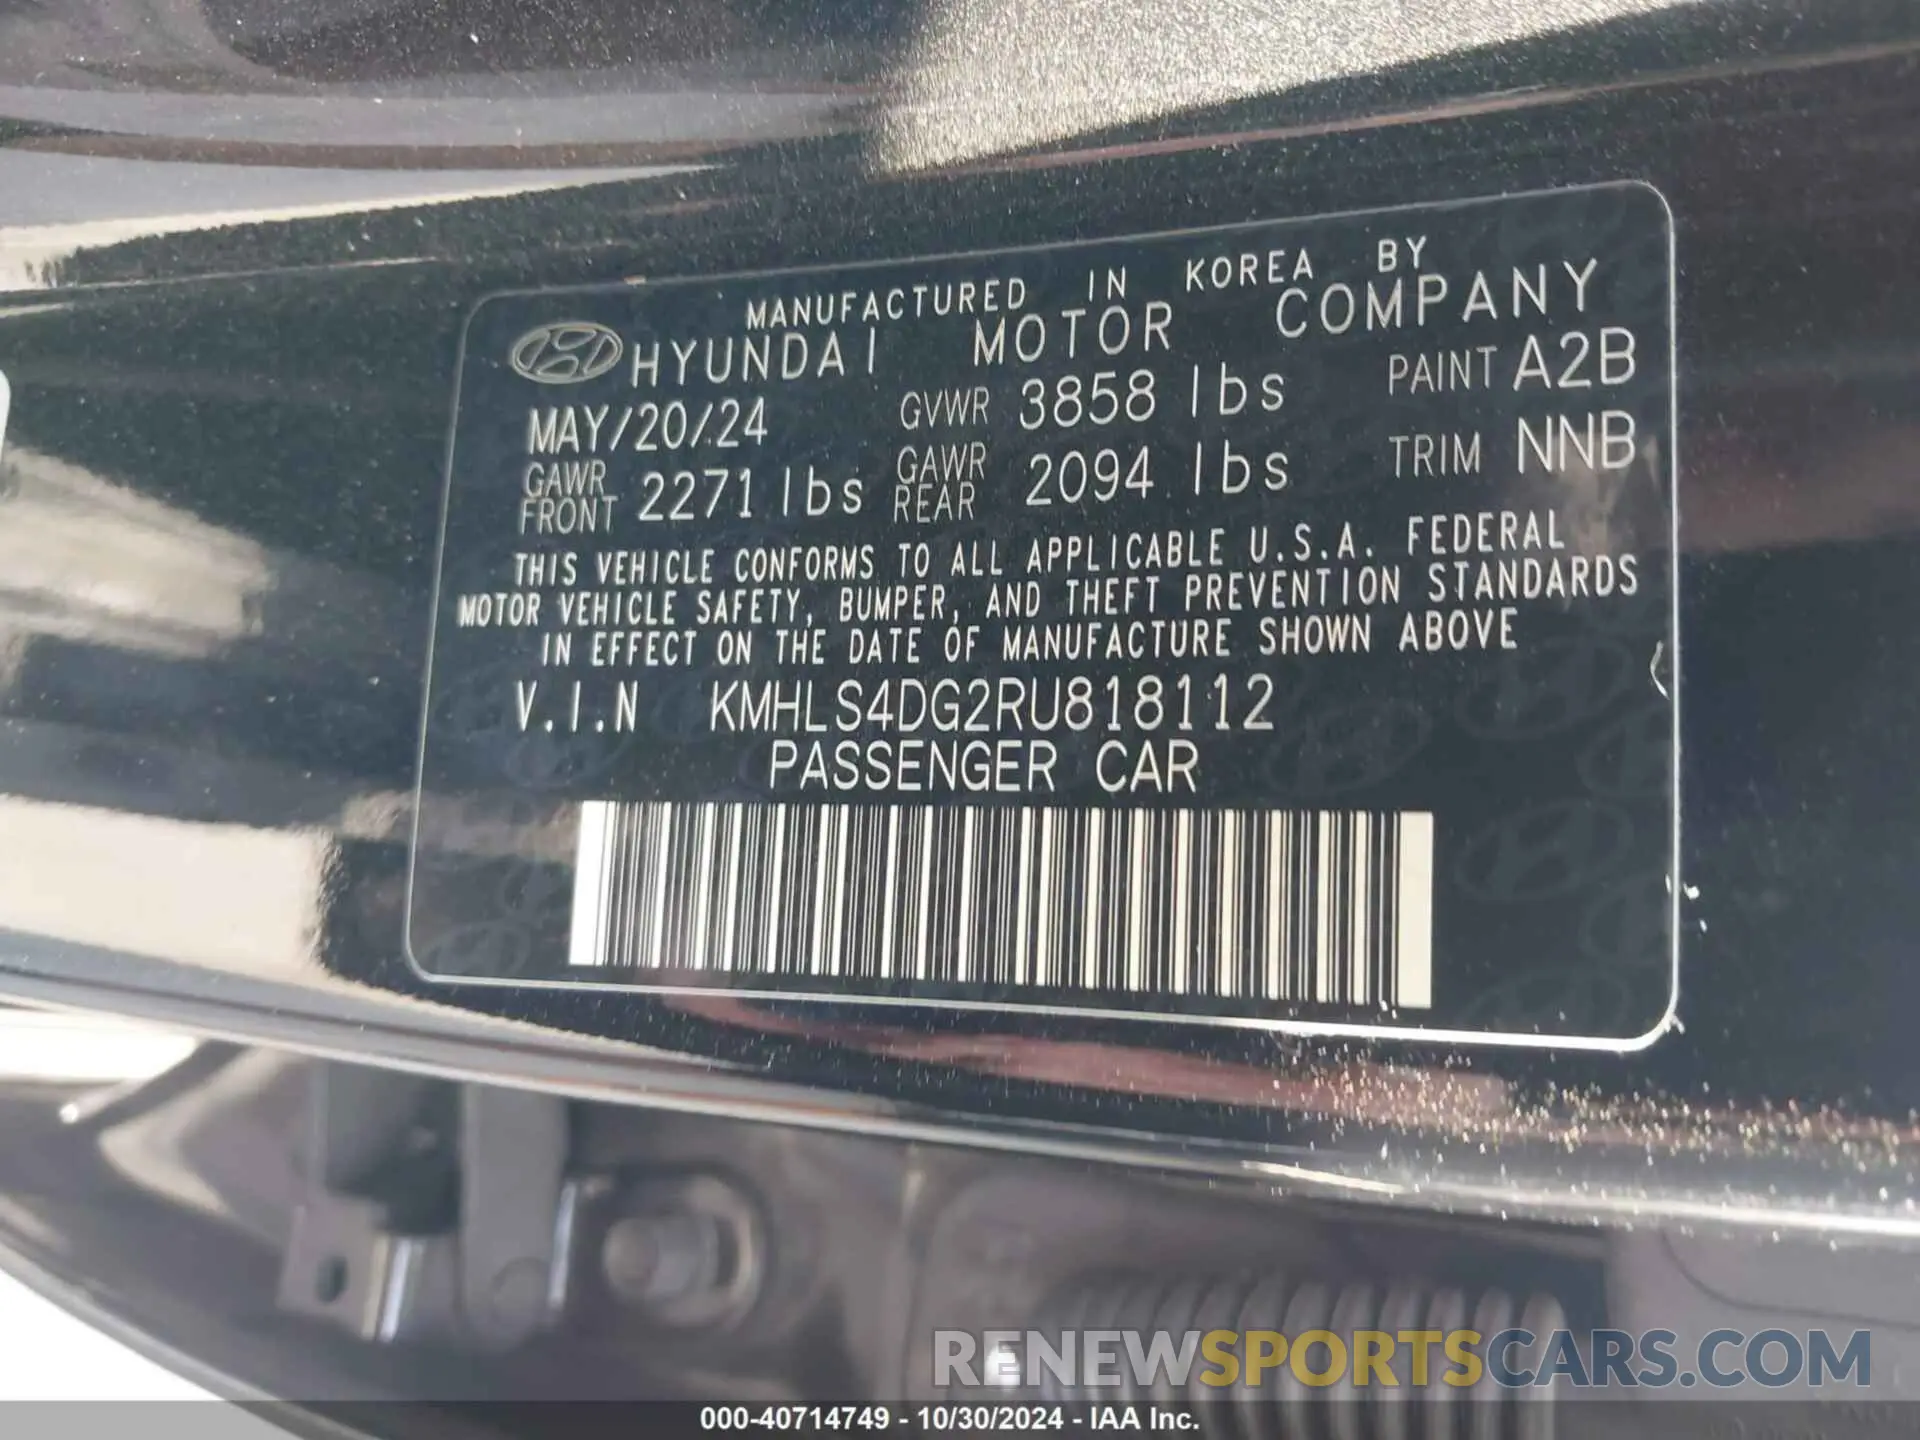 MANUFACTURED IN KOREA BY
HYUNDAI MOTOR COMPANY
MAY/20/24 GVWR 3858 lbs PAINT A2B
GAWR FRONT 2271 lbs GAWR REAR 2094 lbs TRIM NNB
THIS VEHICLE CONFORMS TO ALL APPLICABLE U.S.A. FEDERAL
MOTOR VEHICLE SAFETY, BUMPER, AND THEFT PREVENTION STANDARDS
IN EFFECT ON THE DATE OF MANUFACTURE SHOWN ABOVE
V.I.N KMHLS4DG2RU818112
PASSENGER CAR
RENEWSPORTSCARS.COM
000-40714749 - 10/30/2024 - IAA Inc.